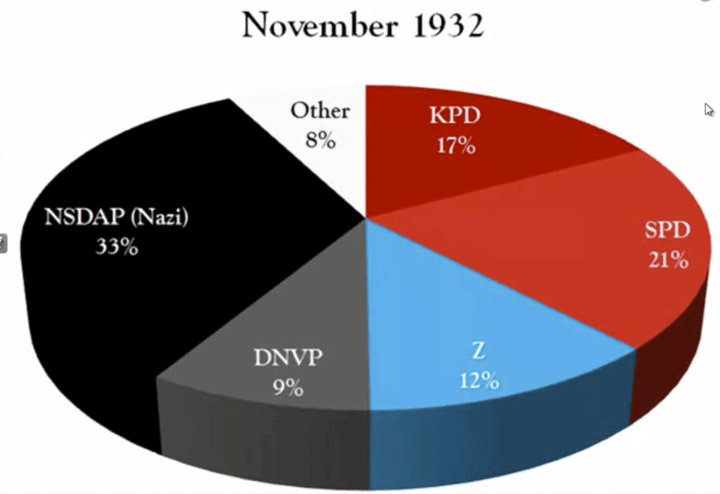 November 1932
Other
8%
KPD
17%
NSDAP (Nazi)
33%
SPD
21%
DNVP
9%
Z
12%